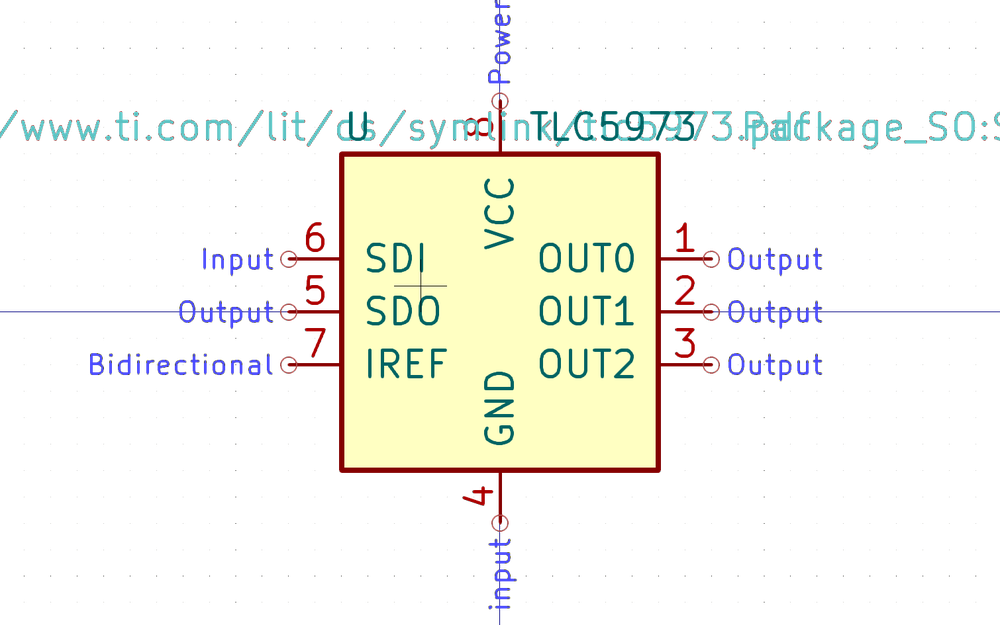 Power
/www.ti.com/lit/ds/symlink/tlc5973.pdf
U
8
TLC5973
Package_SO:S
VCC
6
SDI
Input
5
SDO
Output
7
IREF
Bidirectional
1
OUT0
Output
2
OUT1
Output
3
OUT2
Output
GND
4
input